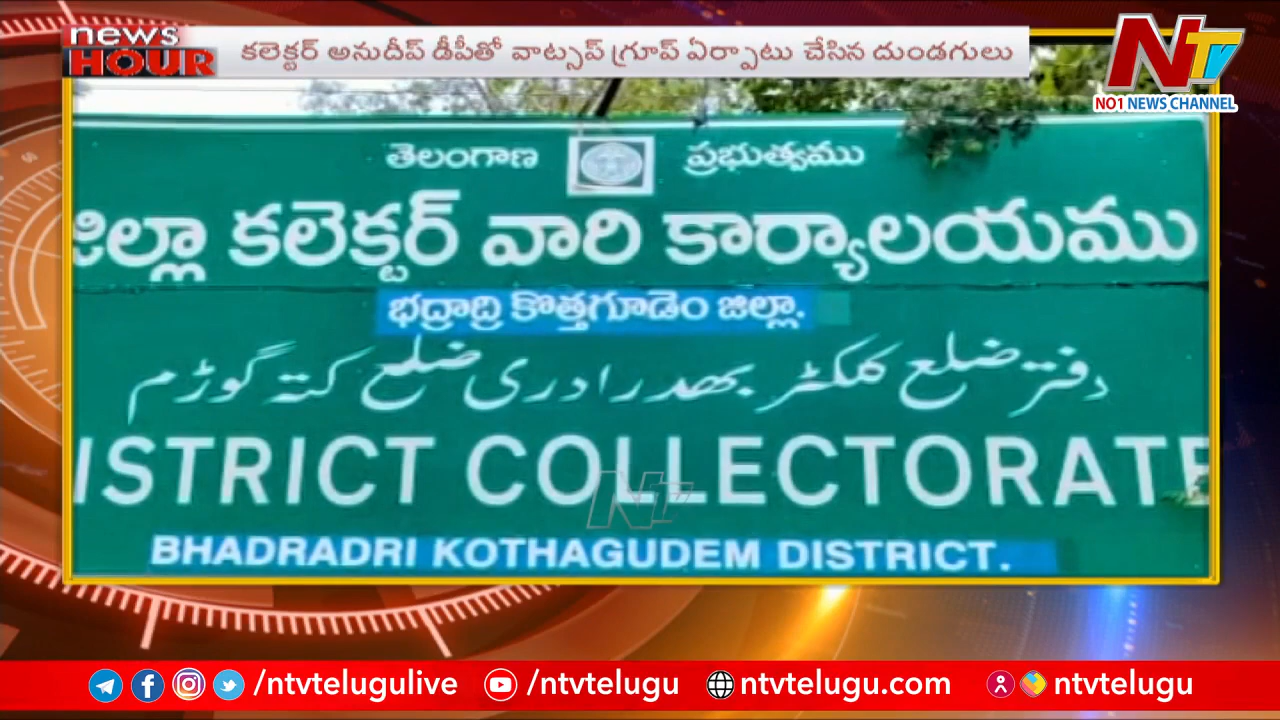 news
HOUR
కలెక్టర్ అనుదీప్ డీపీతో వాట్సప్ గ్రూప్ ఏర్పాటు చేసిన దుండగులు
NTV
NO1 NEWS CHANNEL
తెలంగాణ ప్రభుత్వము
జిల్లా కలెక్టర్ వారి కార్యాలయము
భద్రాద్రి కొత్తగూడెం జిల్లా.
دفتر ضلع کلکٹر بھدرادری ضلع کتہ گوڑم
ISTRICT COLLECTORATE
NTV
BHADRADRI KOTHAGUDEM DISTRICT.
/ntvtelugulive /ntvtelugu ntvtelugu.com ntvtelugu